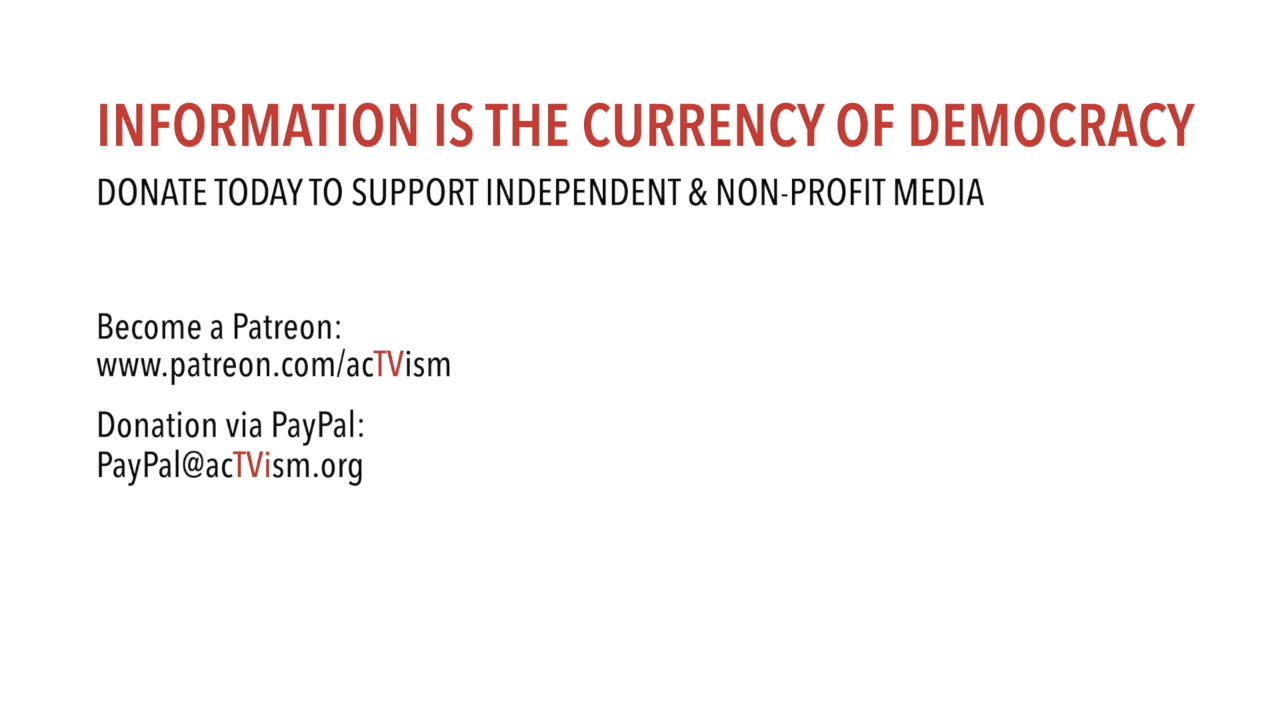 INFORMATION IS THE CURRENCY OF DEMOCRACY
DONATE TODAY TO SUPPORT INDEPENDENT & NON-PROFIT MEDIA
Become a Patreon:
www.patreon.com/acTVism
Donation via PayPal:
PayPal@acTVism.org